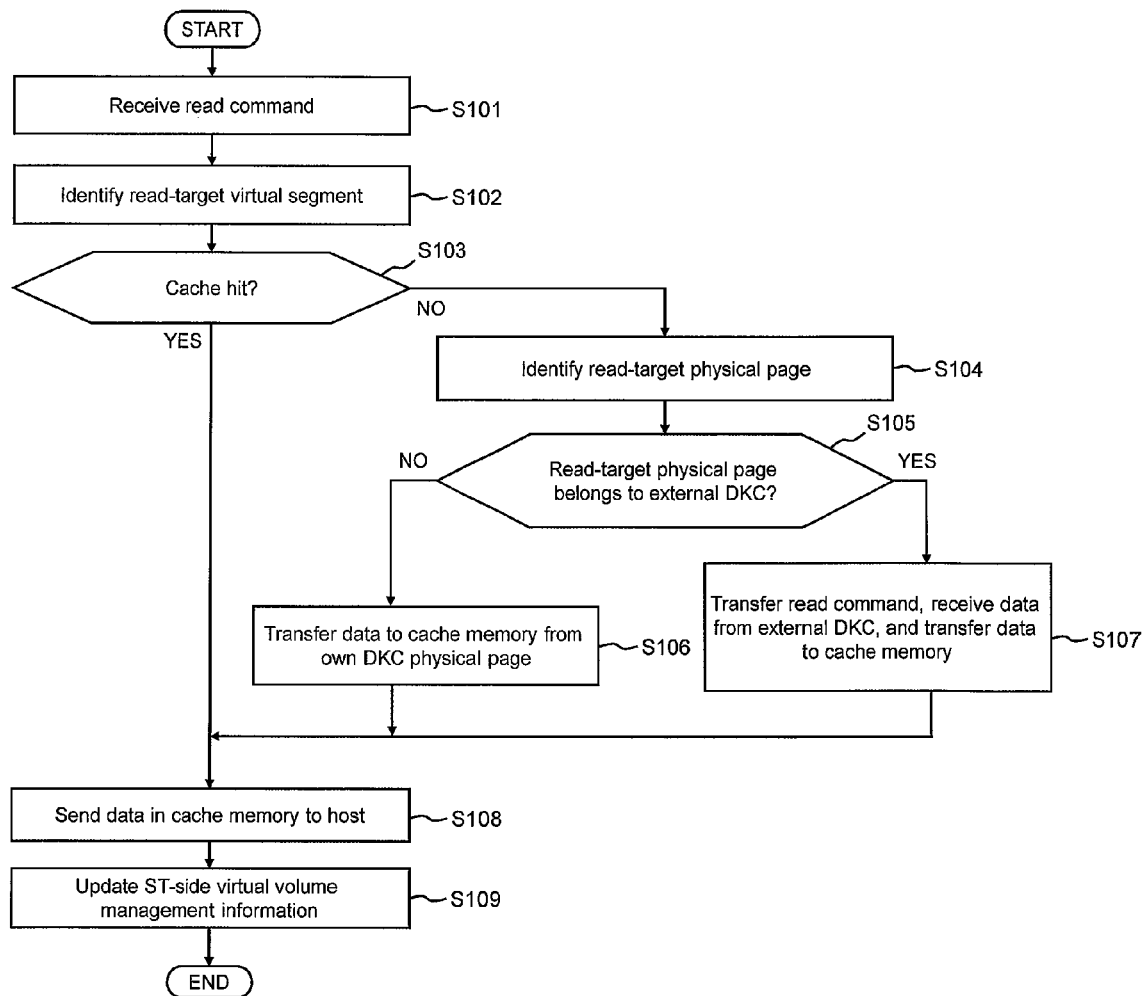 START
Receive read command
S101
Identify read-target virtual segment
S102
S103
Cache hit?
NO
YES
Identify read-target physical page
S104
S105
NO
YES
Read-target physical page
belongs to external DKC?
Transfer data to cache memory from
own DKC physical page
S106
Transfer read command, receive data
from external DKC, and transfer data
to cache memory
S107
Send data in cache memory to host
S108
Update ST-side virtual volume
management information
S109
END